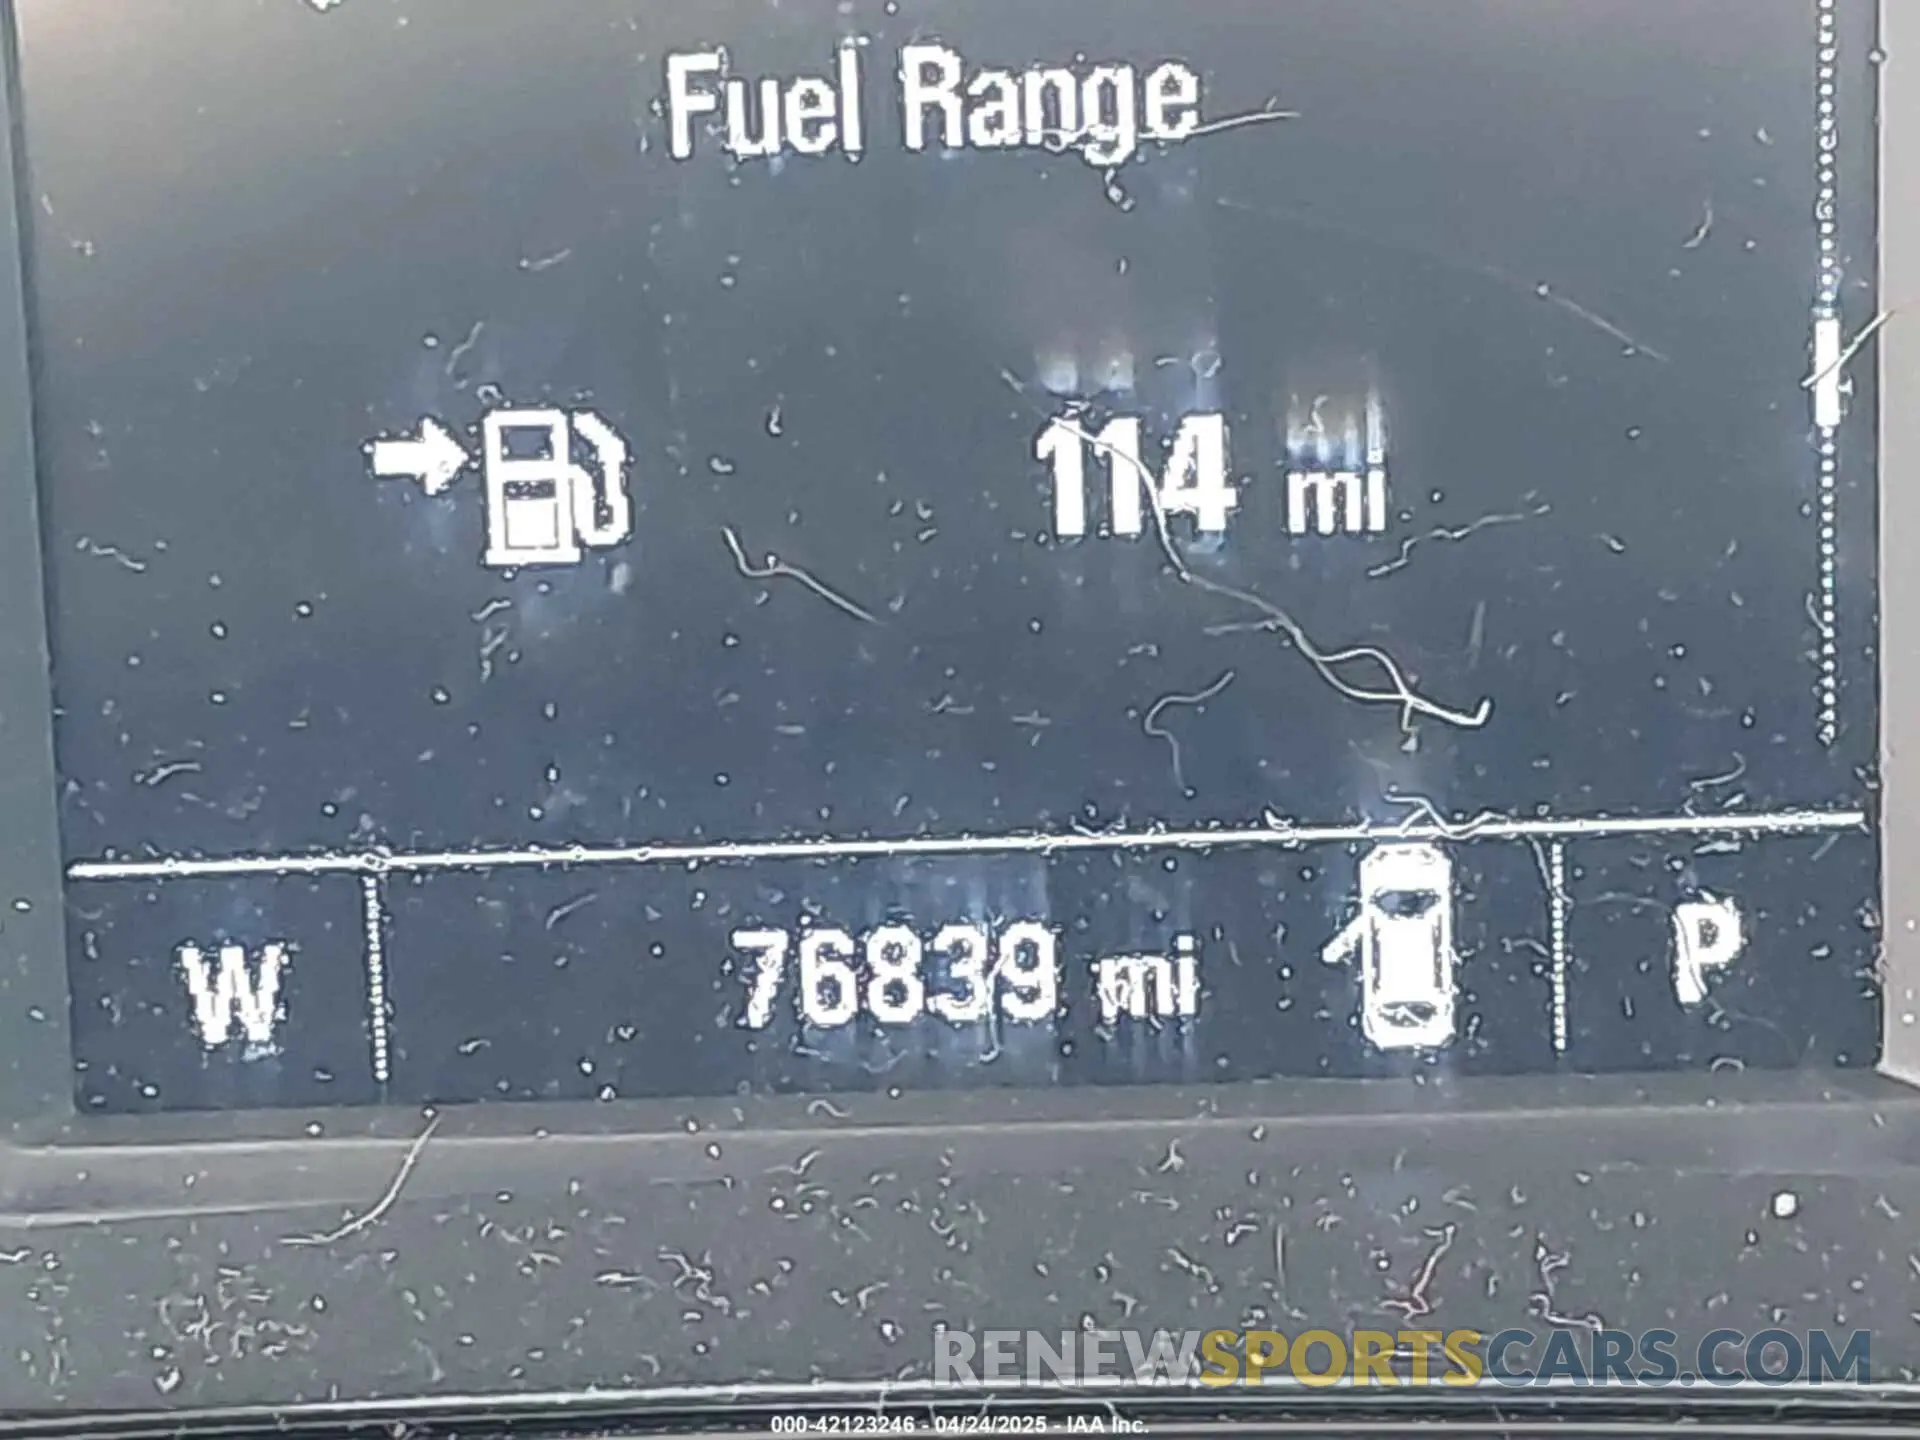 Fuel Range
114 mi
W 76839 mi P
RENEWSPORTSCARS.COM
000-42123246 - 04/24/2025 - IAA Inc.